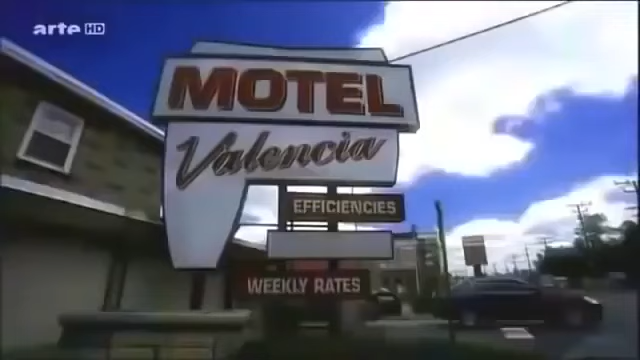 arte HD
MOTEL
Valencia
EFFICIENCIES
WEEKLY RATES